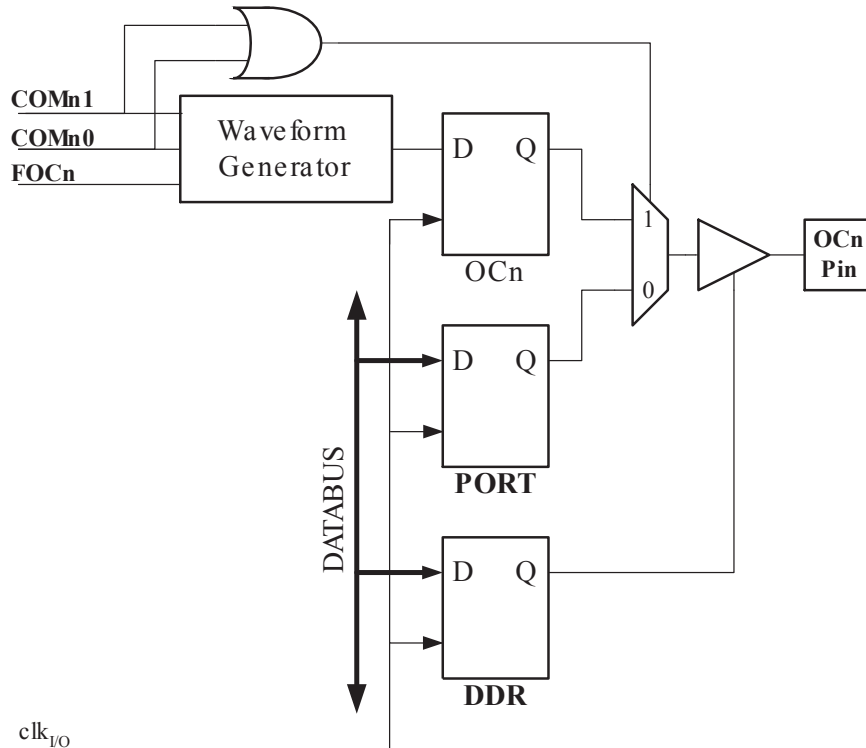 COMn1
COMn0
FOCn
Waveform
Generator
D Q
OCn
1
0
OCn
Pin
D Q
PORT
DATABUS
D Q
DDR
clkI/O